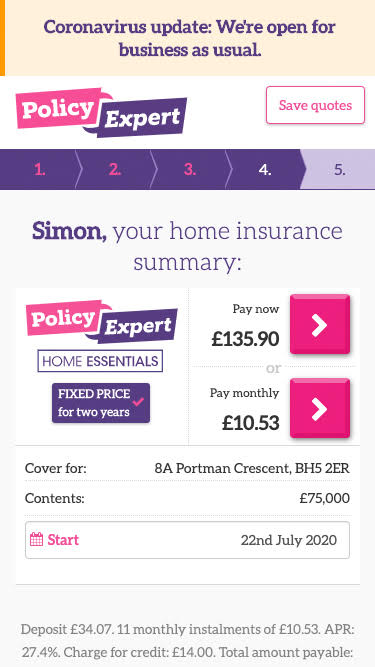 Coronavirus update: We're open for
business as usual.
Policy
Expert
Save quotes
1. 2. 3. 4. 5.
Simon, your home insurance
summary:
Policy
Expert
HOME ESSENTIALS
FIXED PRICE
for two years
Pay now
£135.90
or
Pay monthly
£10.53
Cover for: 8A Portman Crescent, BH5 2ER
Contents: £75,000
Start 22nd July 2020
Deposit £34.07. 11 monthly instalments of £10.53. APR:
27.4%. Charge for credit: £14.00. Total amount payable: